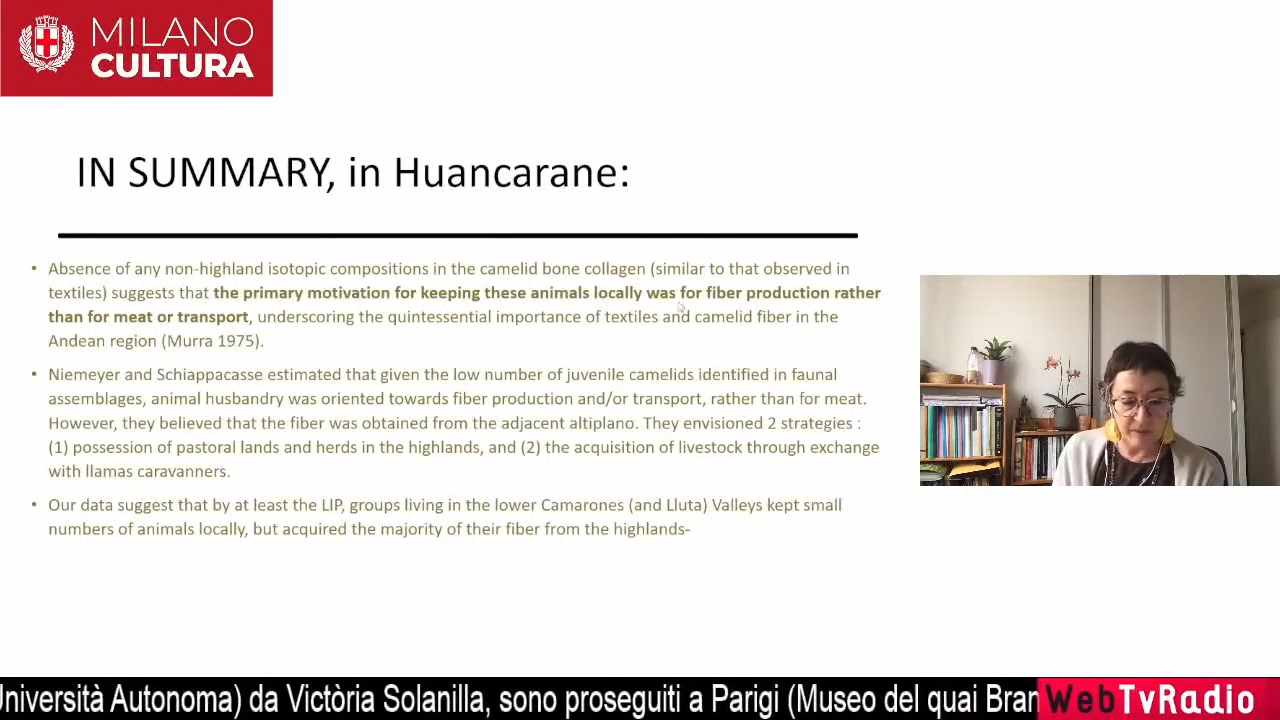 MILANO
CULTURA
IN SUMMARY, in Huancarane:
• Absence of any non-highland isotopic compositions in the camelid bone collagen (similar to that observed in
textiles) suggests that the primary motivation for keeping these animals locally was for fiber production rather
than for meat or transport, underscoring the quintessential importance of textiles and camelid fiber in the
Andean region (Murra 1975).
• Niemeyer and Schiappacasse estimated that given the low number of juvenile camelids identified in faunal
assemblages, animal husbandry was oriented towards fiber production and/or transport, rather than for meat.
However, they believed that the fiber was obtained from the adjacent altiplano. They envisioned 2 strategies :
(1) possession of pastoral lands and herds in the highlands, and (2) the acquisition of livestock through exchange
with llamas caravanners.
• Our data suggest that by at least the LIP, groups living in the lower Camarones (and Lluta) Valleys kept small
numbers of animals locally, but acquired the majority of their fiber from the highlands-
Università Autonoma) da Victòria Solanilla, sono proseguiti a Parigi (Museo del quai Bran
WebTvRadio